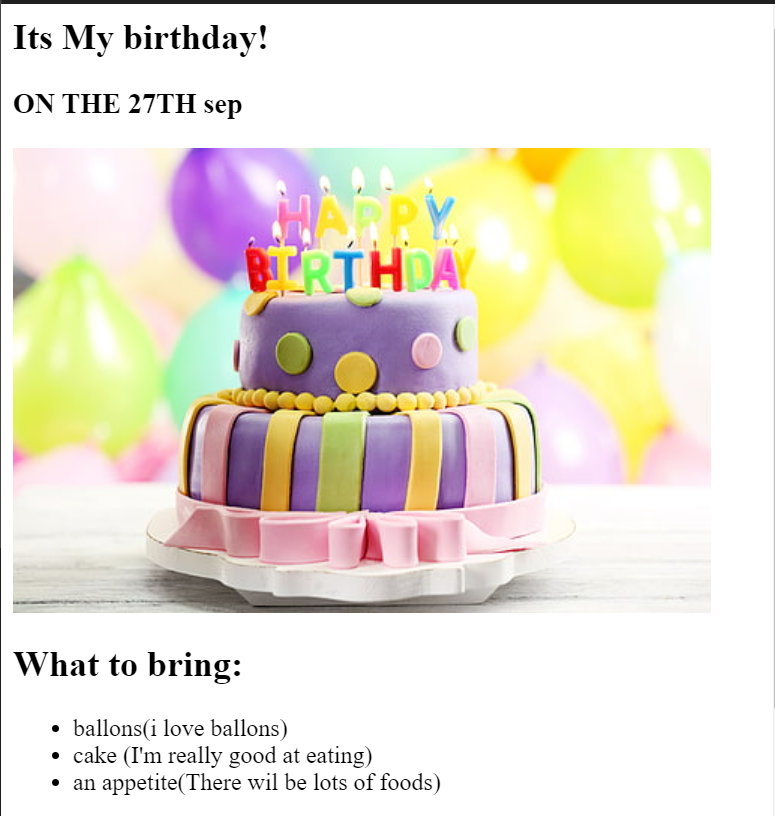 Its My birthday!
ON THE 27TH sep
HAPPY
BIRTHDAY
What to bring:
ballons(i love ballons)
cake (I'm really good at eating)
an appetite(There wil be lots of foods)